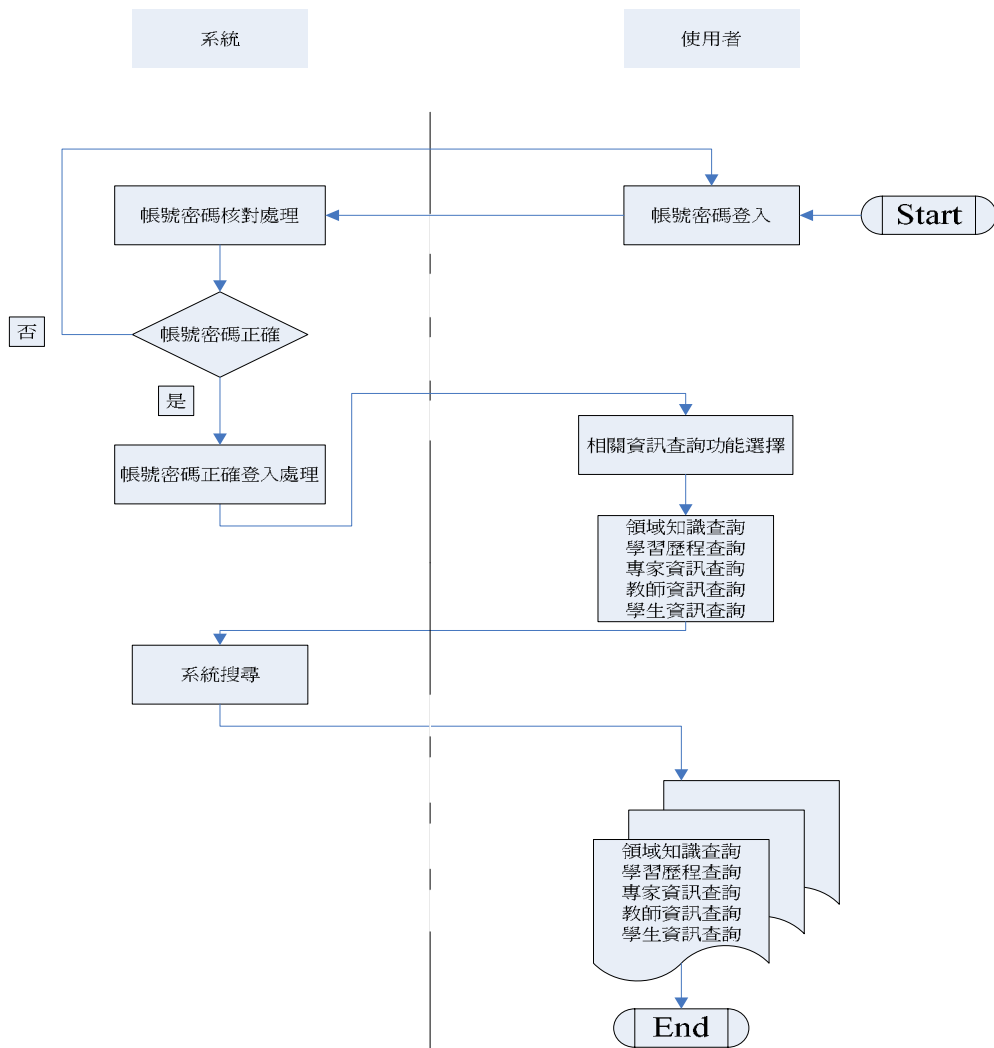 系統
使用者
帳號密碼核對處理
帳號密碼登入
Start
帳號密碼正確
否
是
帳號密碼正確登入處理
相關資訊查詢功能選擇
領域知識查詢
學習歷程查詢
專家資訊查詢
教師資訊查詢
學生資訊查詢
系統搜尋
領域知識查詢
學習歷程查詢
專家資訊查詢
教師資訊查詢
學生資訊查詢
End